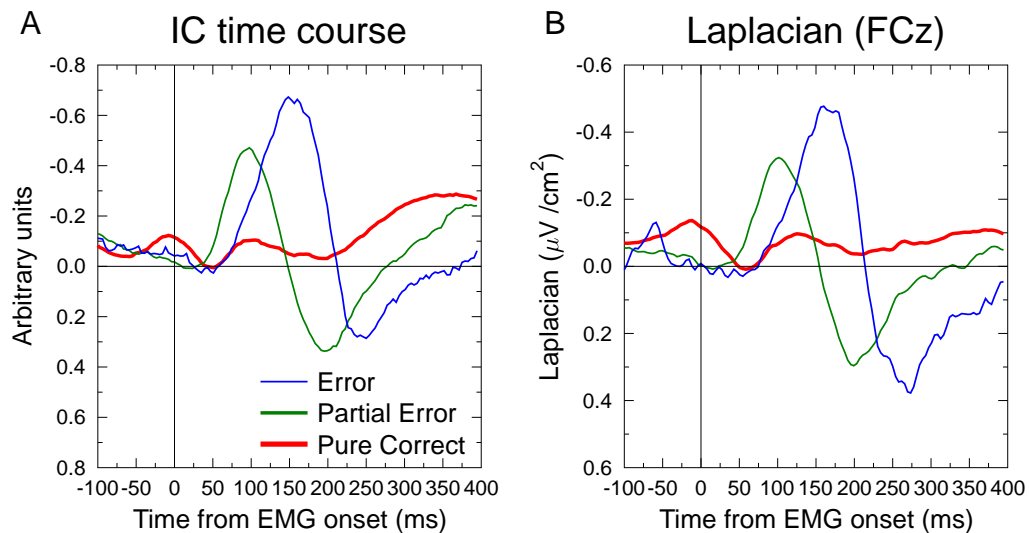 A
IC time course
-0.8
-0.6
-0.4
-0.2
0.0
0.2
0.4
0.6
0.8
Arbitrary units
Error
Partial Error
Pure Correct
-100 -50 0 50 100 150 200 250 300 350 400
Time from EMG onset (ms)
B
Laplacian (FCz)
-0.6
-0.4
-0.2
0.0
0.2
0.4
0.6
Laplacian (μV /cm²)
-100 -50 0 50 100 150 200 250 300 350 400
Time from EMG onset (ms)